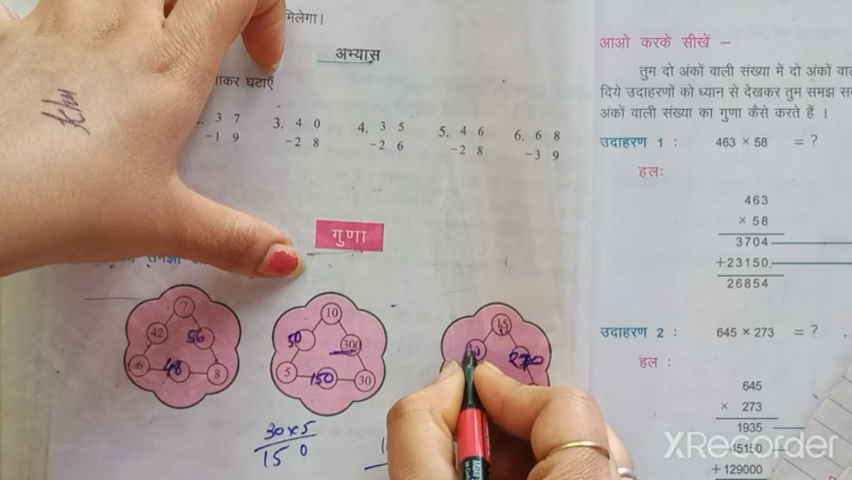 मिलेगा।
अभ्यास
घटाएँ
3 7
-1 9
3. 4 0
-2 8
4. 3 5
-2 6
5. 4 6
-2 8
6. 6 8
-3 9
गुणा
7
42
56
6
48
8
10
50
300
5
150
30
15
30 x 5
15 0
आओ करके सीखें –
तुम दो अंकों वाली संख्या में दो अंकों
दिये उदाहरणों को ध्यान से देखकर तुम समझ
अंकों वाली संख्या का गुणा कैसे करते हैं ।
उदाहरण 1 : 463 × 58 = ?
हलः
463
× 58
3704
+23150
26854
उदाहरण 2 : 645 × 273 = ?
हल :
645
× 273
1935
45150
+129000
XRecorder